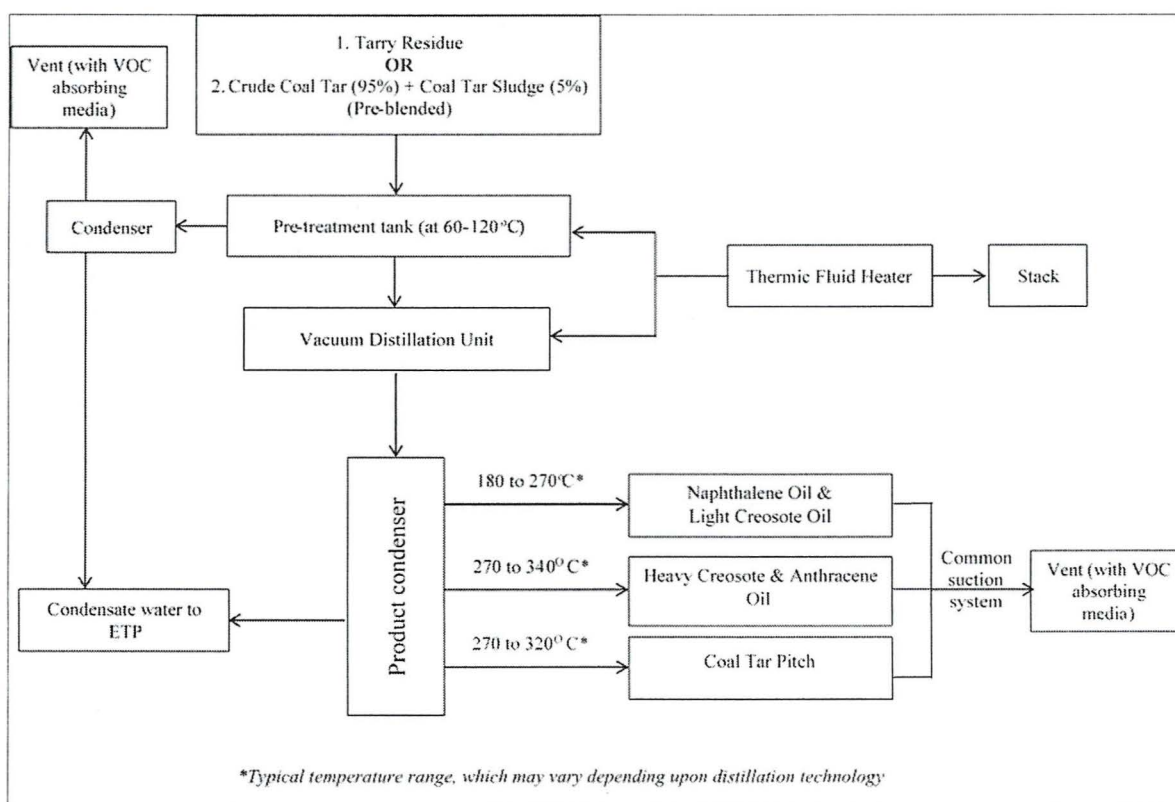 1. Tarry Residue
OR
2. Crude Coal Tar (95%) + Coal Tar Sludge (5%)
(Pre-blended)
Vent (with VOC
absorbing
media)
Condenser
Pre-treatment tank (at 60-120°C)
Thermic Fluid Heater
Stack
Vacuum Distillation Unit
Product condenser
180 to 270°C*
Naphthalene Oil &
Light Creosote Oil
270 to 340°C*
Heavy Creosote & Anthracene
Oil
Common
suction
system
Vent (with VOC
absorbing
media)
Condensate water to
ETP
270 to 320°C*
Coal Tar Pitch
*Typical temperature range, which may vary depending upon distillation technology